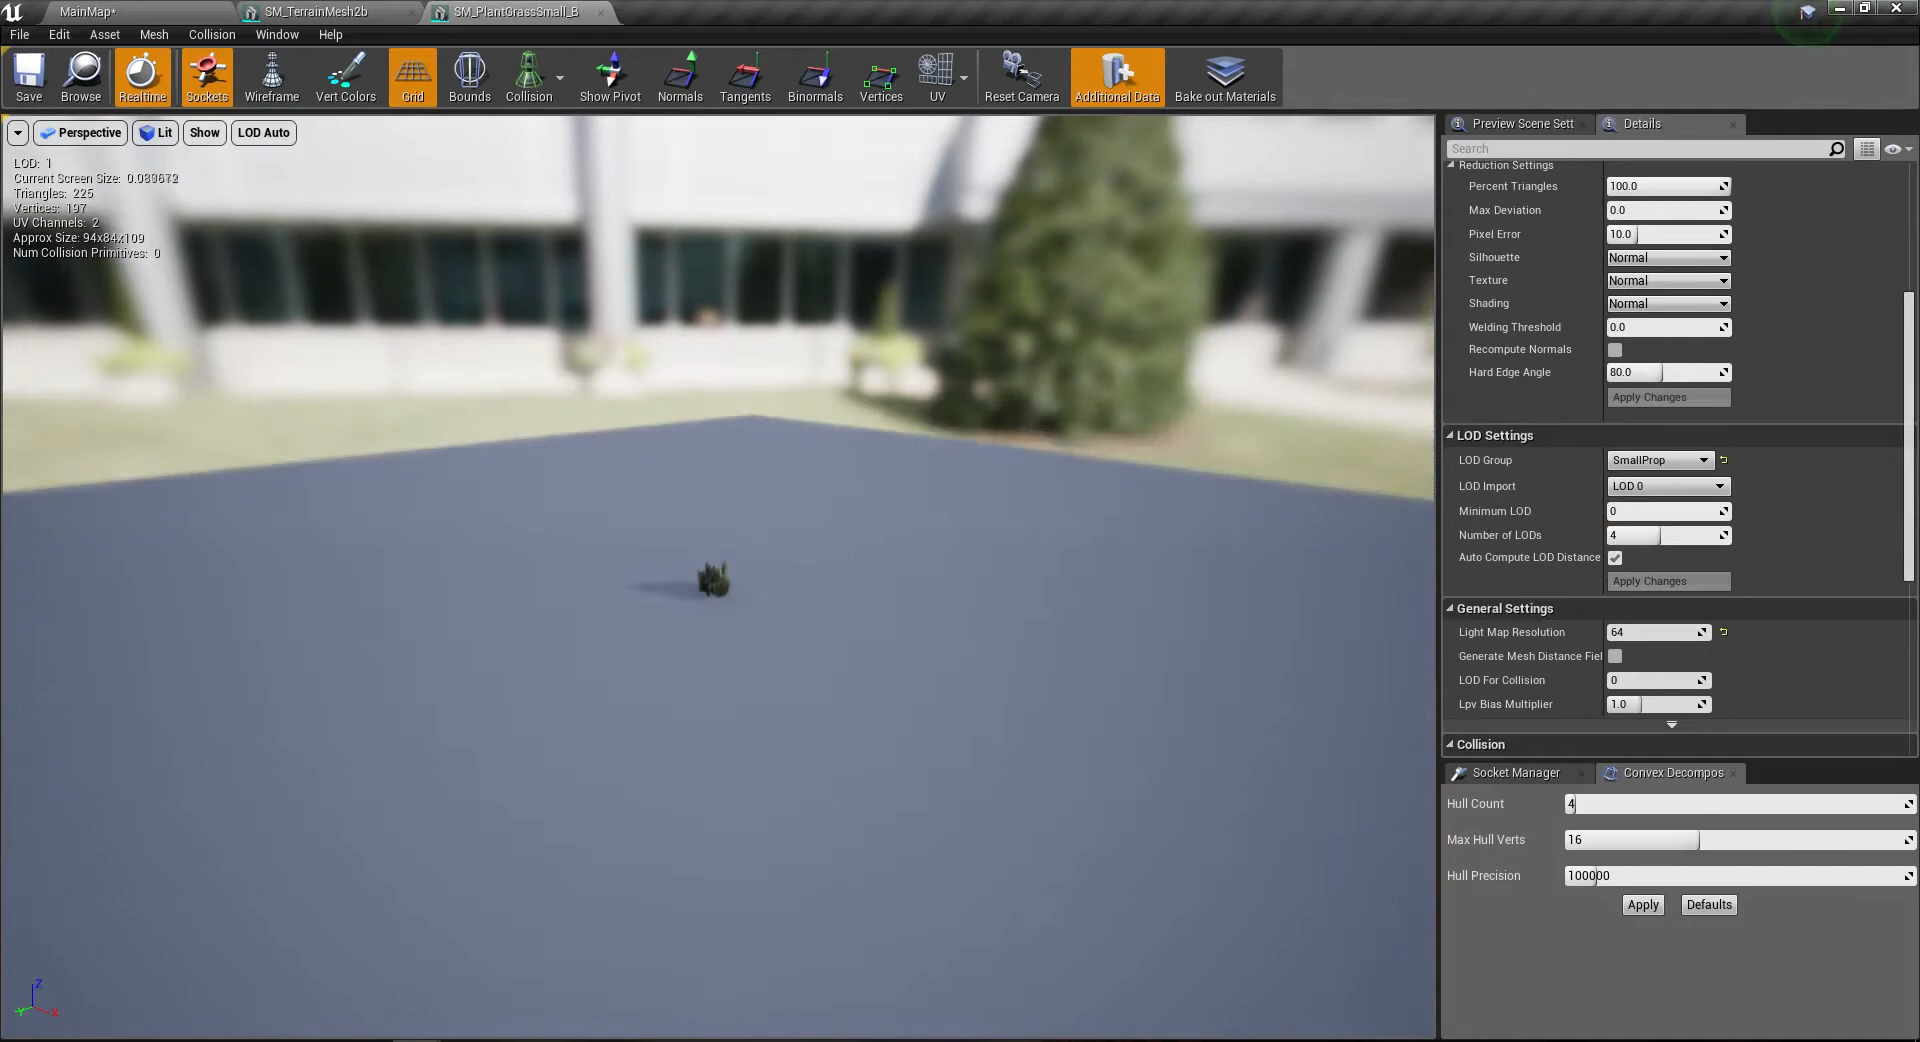 MainMap*
SM_TerrainMesh2b
SM_PlantGrassSmall_B
File Edit Asset Mesh Collision Window Help
Save Browse Realtime Sockets Wireframe Vert Colors Grid Bounds Collision Show Pivot Normals Tangents Binormals Vertices UV Reset Camera Additional Data Bake out Materials
Perspective Lit Show LOD Auto
LOD: 1
Triangles: 225
Vertices: 197
UV Channels: 2
Approx Size: 94x84x109
Num Collision Primitives: 0
Z
Y
X
Preview Scene Sett Details
Search
Reduction Settings
Percent Triangles 100.0
Max Deviation 0.0
Pixel Error 10.0
Silhouette Normal
Texture Normal
Shading Normal
Welding Threshold 0.0
Recompute Normals
Hard Edge Angle 80.0
Apply Changes
LOD Settings
LOD Group SmallProp
LOD Import LOD 0
Minimum LOD 0
Number of LODs 4
Auto Compute LOD Distance
Apply Changes
General Settings
Light Map Resolution 64
Generate Mesh Distance Fiel
LOD For Collision 0
Lpv Bias Multiplier 1.0
Collision
Socket Manager Convex Decompos
Hull Count 4
Max Hull Verts 16
Hull Precision 100000
Apply Defaults